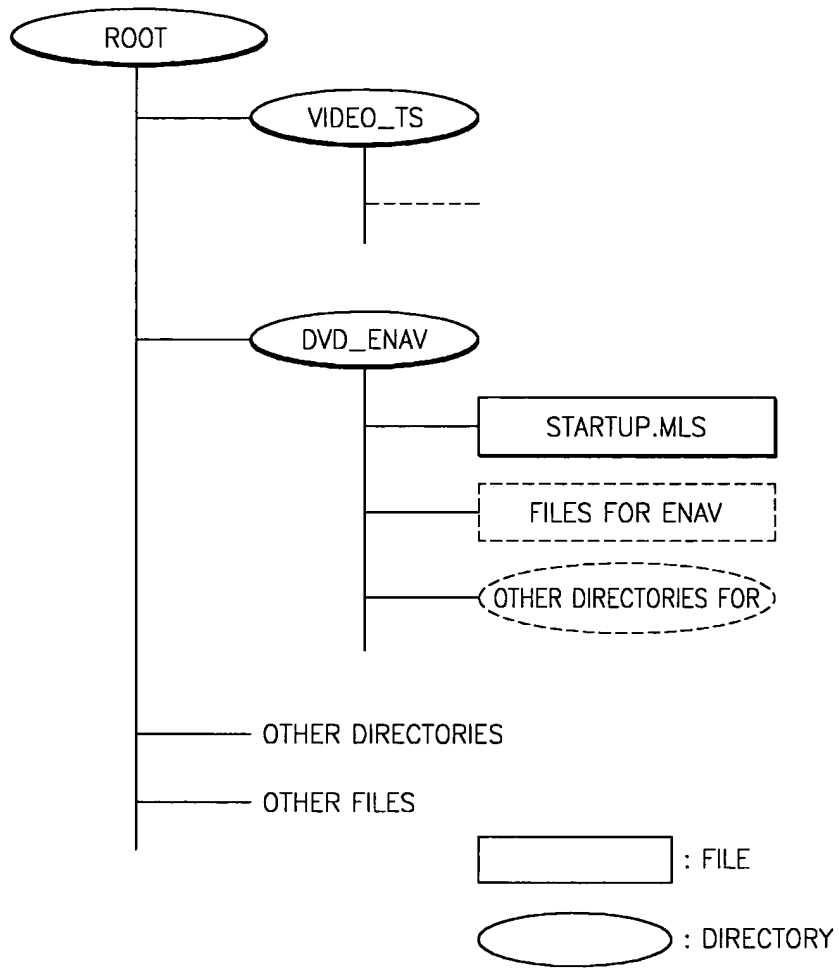 ROOT
VIDEO_TS
DVD_ENAV
STARTUP.MLS
FILES FOR ENAV
OTHER DIRECTORIES FOR
OTHER DIRECTORIES
OTHER FILES
: FILE
: DIRECTORY